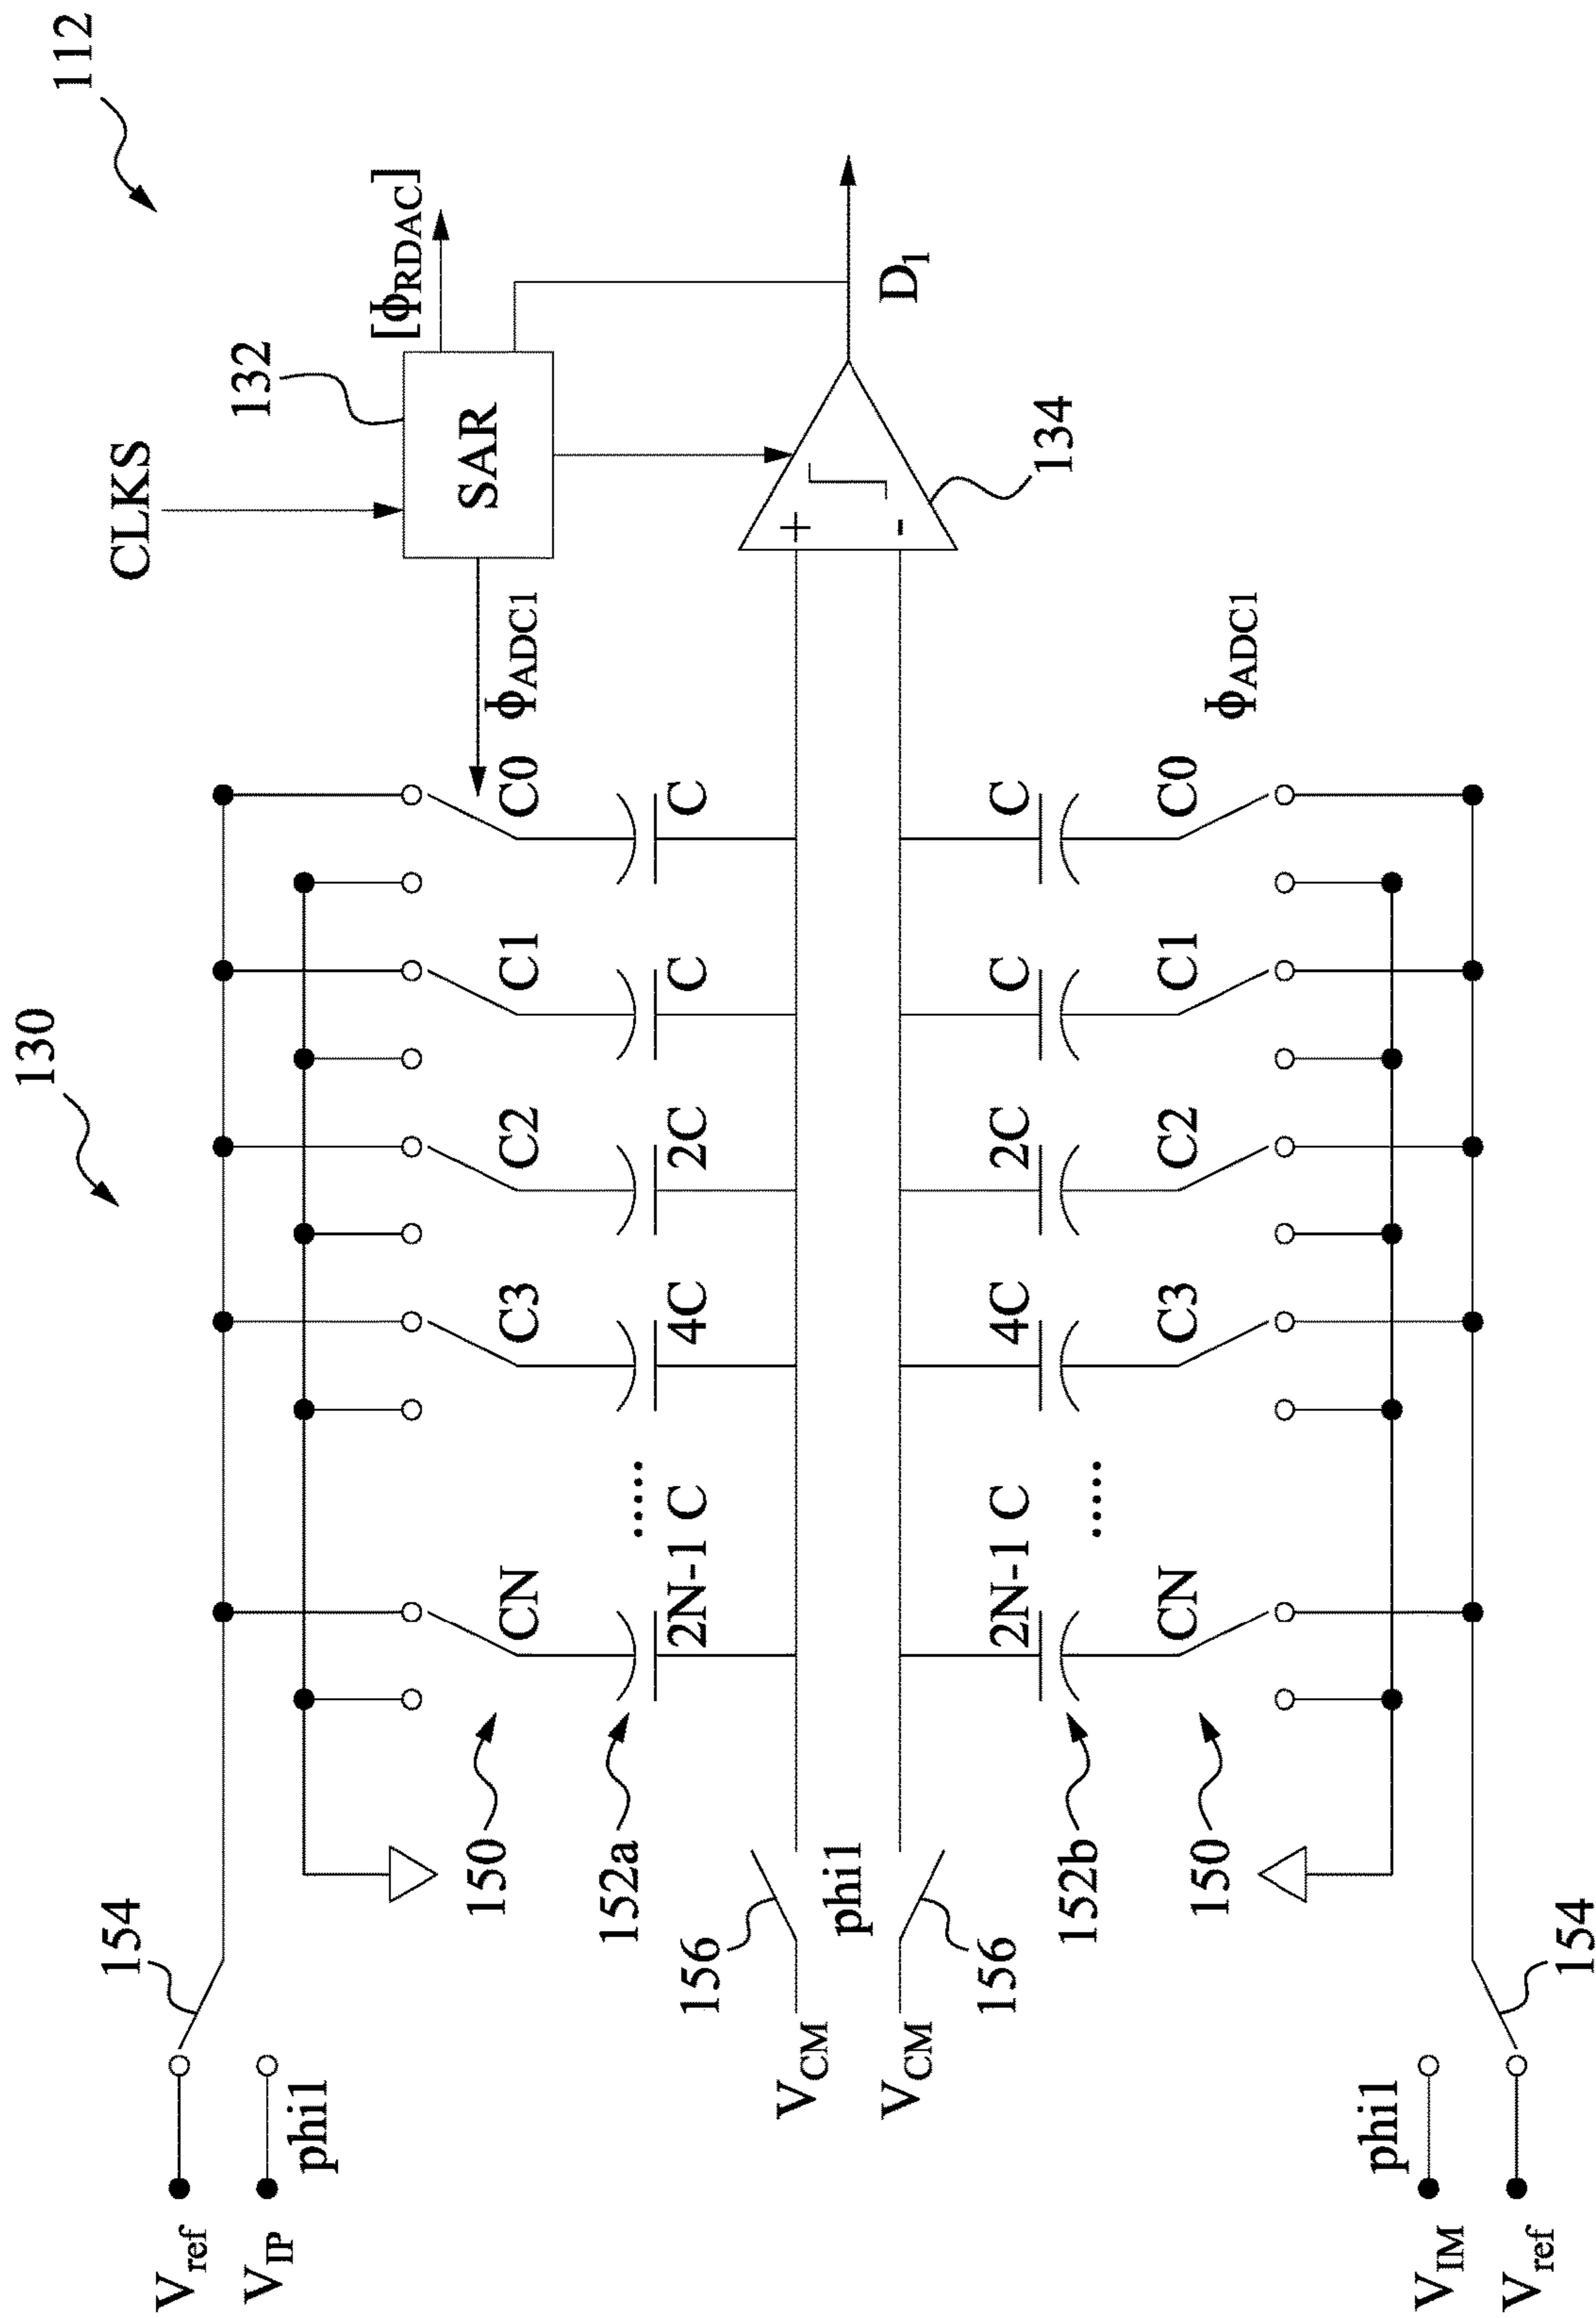 112
130
CLKS
132
[ϕRDAC]
SAR
154
Vref
VIP
phi1
ϕADC1
CN
C3
C2
C1
C0
150
152a
.....
2N-1 C
4C
2C
C
C
156
VCM
phi1
VCM
156
+
-
134
D1
152b
2N-1 C
4C
2C
C
C
.....
150
CN
C3
C2
C1
C0
ϕADC1
phi1
VIM
Vref
154